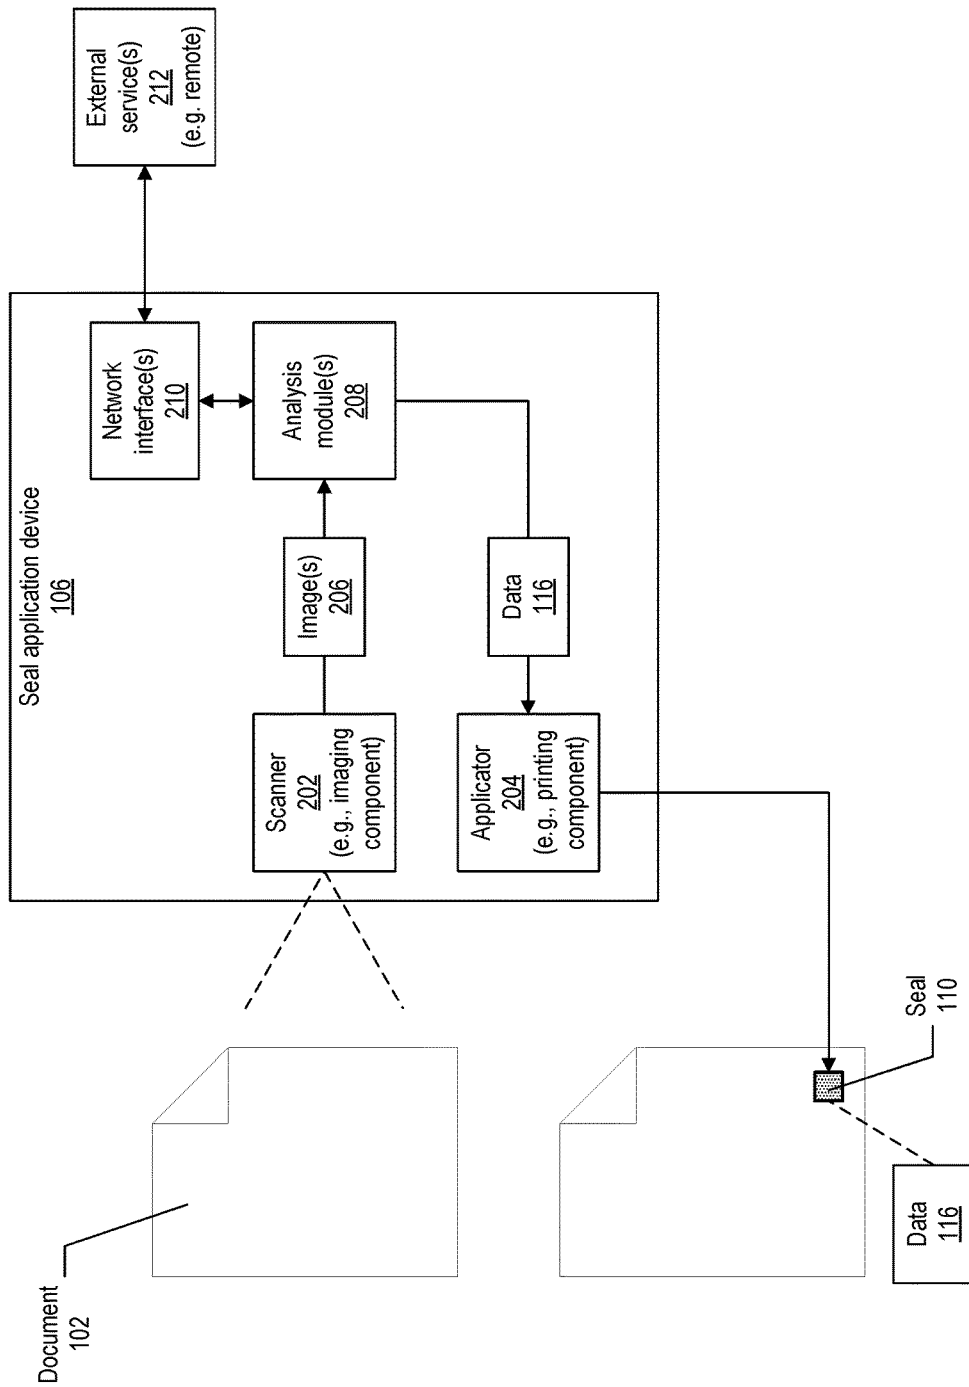 Seal application device
106
External
service(s)
212
(e.g. remote)
Network
interface(s)
210
Analysis
module(s)
208
Image(s)
206
Scanner
202
(e.g., imaging
component)
Data
116
Applicator
204
(e.g., printing
component)
Document
102
Seal
110
Data
116